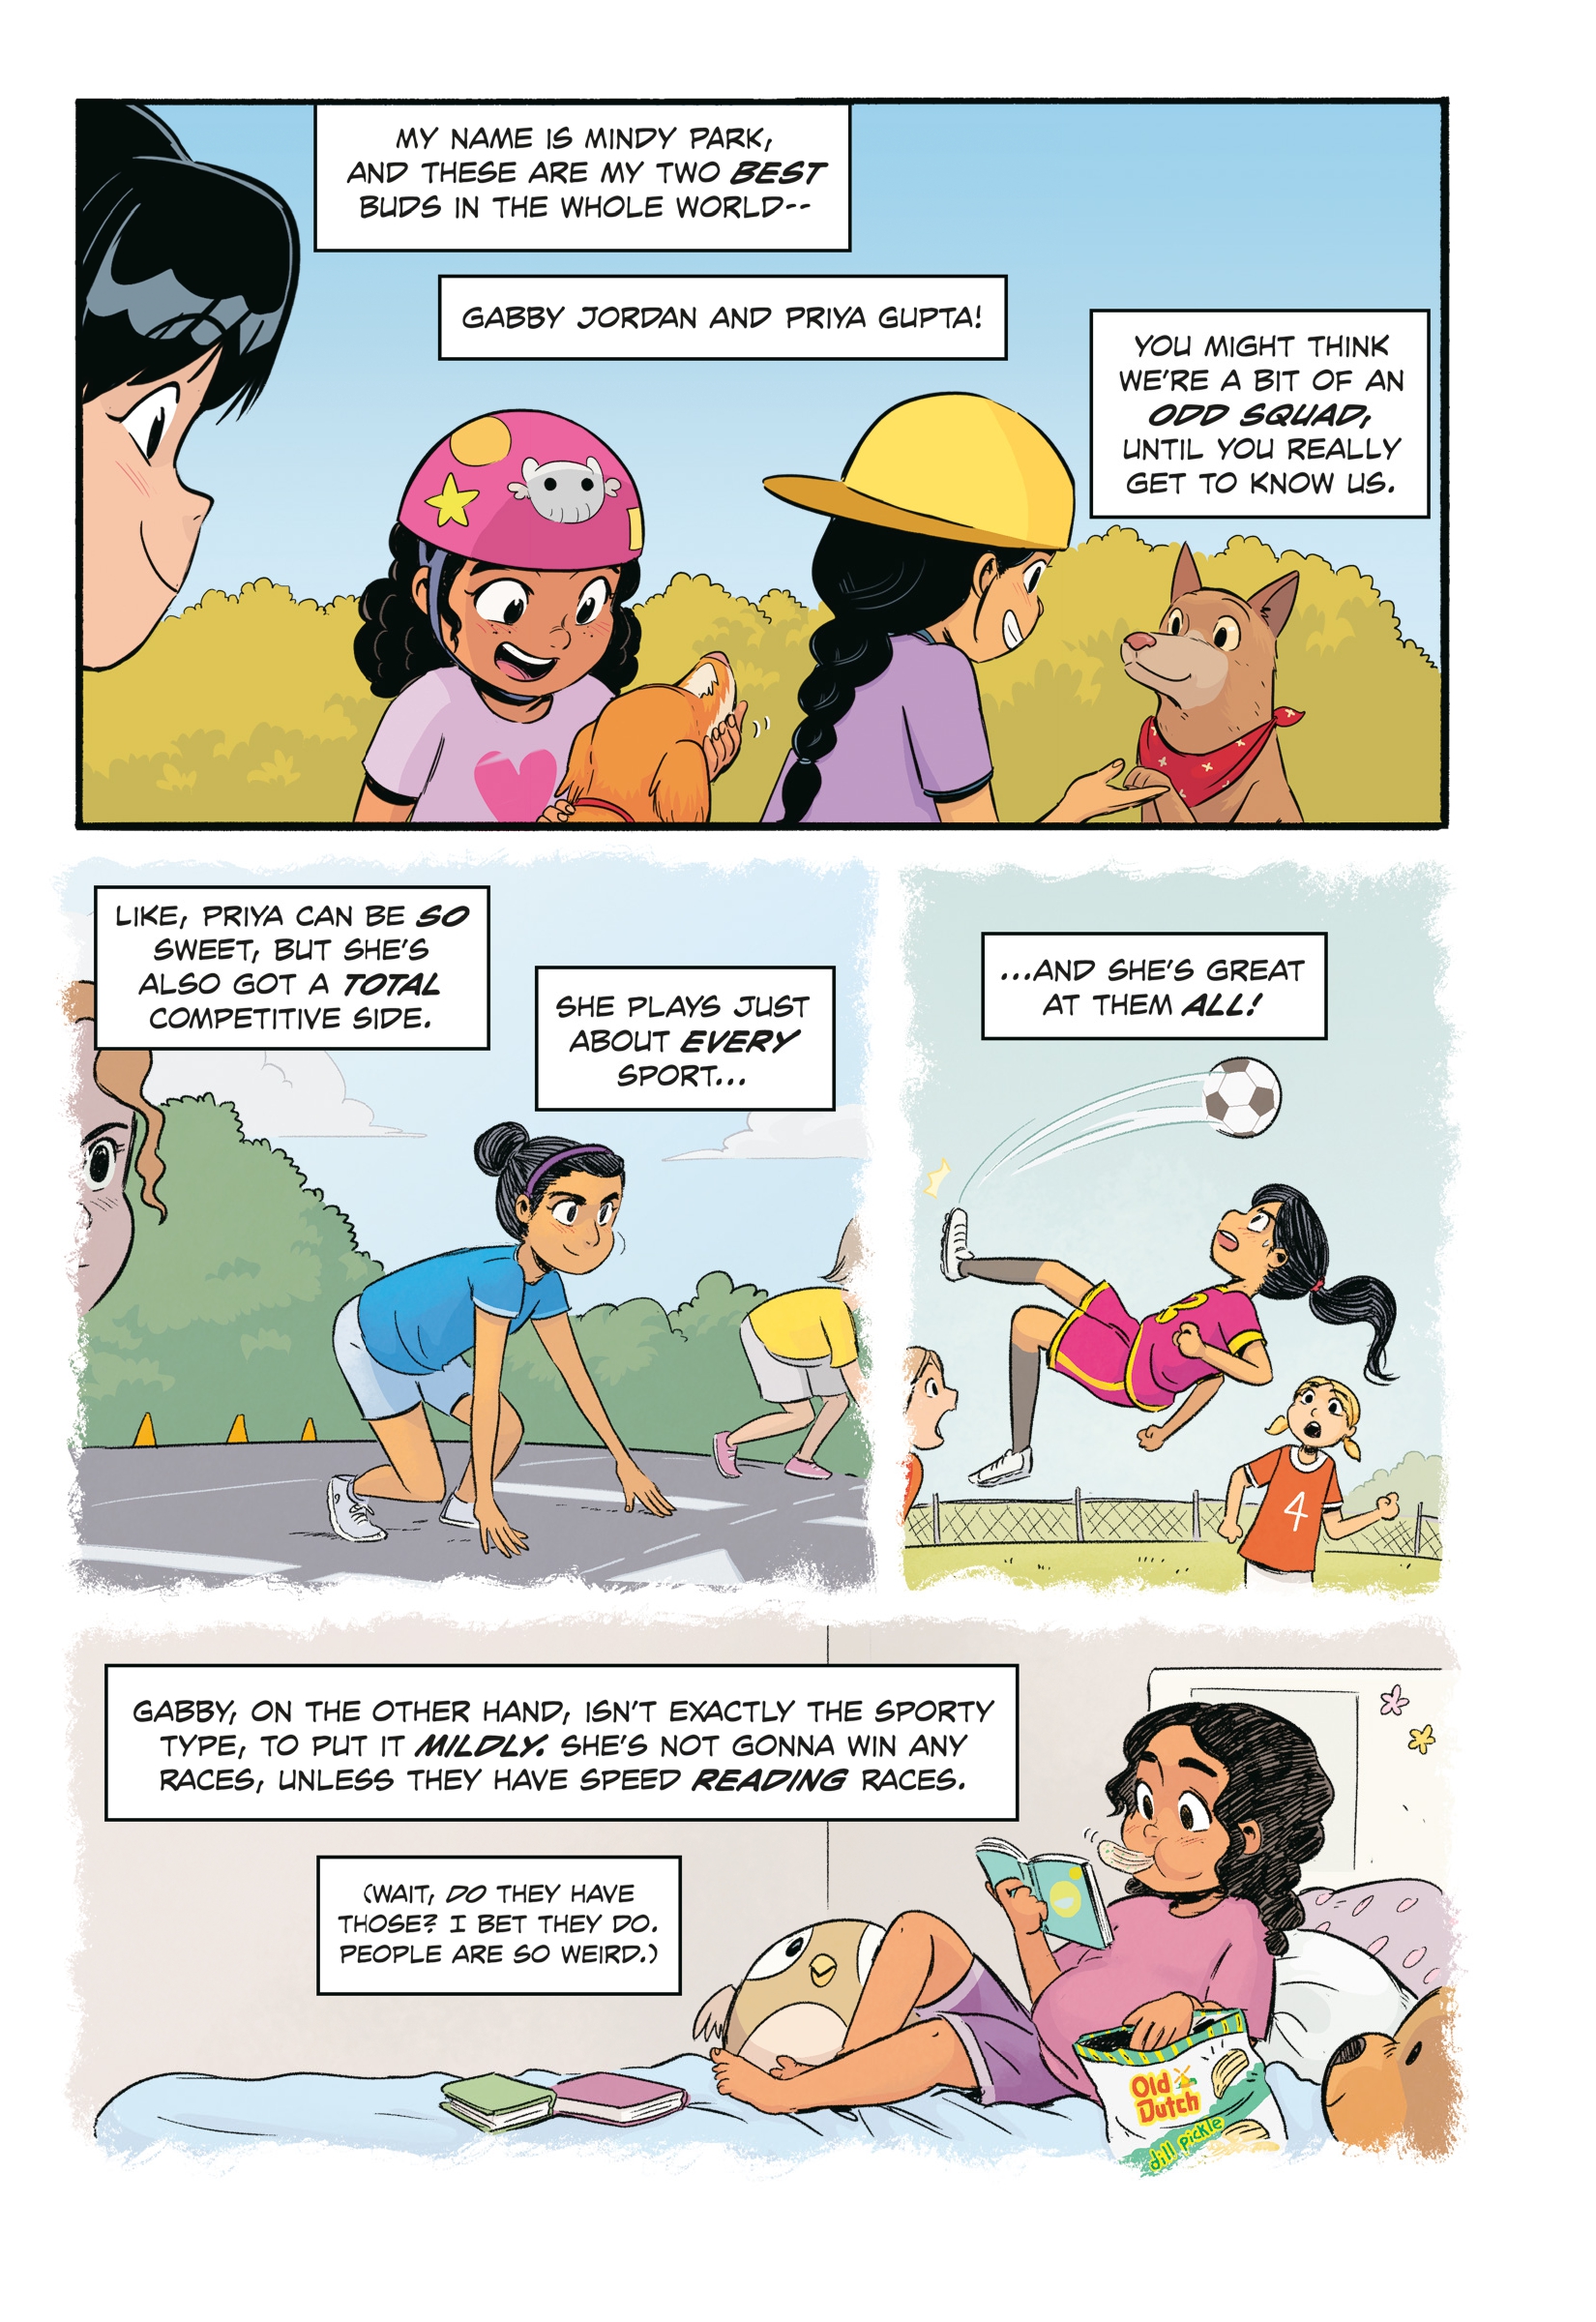 MY NAME IS MINDY PARK,
AND THESE ARE MY TWO BEST
BUDS IN THE WHOLE WORLD--
GABBY JORDAN AND PRIYA GUPTA!
YOU MIGHT THINK
WE'RE A BIT OF AN
ODD SQUAD,
UNTIL YOU REALLY
GET TO KNOW US.
LIKE, PRIYA CAN BE SO
SWEET, BUT SHE'S
ALSO GOT A TOTAL
COMPETITIVE SIDE.
SHE PLAYS JUST
ABOUT EVERY
SPORT...
...AND SHE'S GREAT
AT THEM ALL!
4
GABBY, ON THE OTHER HAND, ISN'T EXACTLY THE SPORTY
TYPE, TO PUT IT MILDLY. SHE'S NOT GONNA WIN ANY
RACES, UNLESS THEY HAVE SPEED READING RACES.
(WAIT, DO THEY HAVE
THOSE? I BET THEY DO.
PEOPLE ARE SO WEIRD.)
Old
Dutch
dill pickle